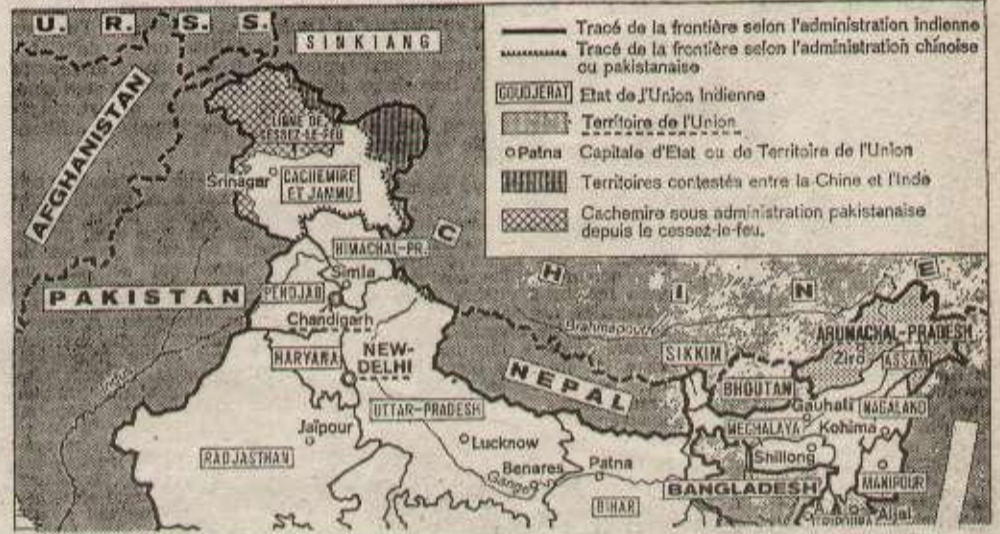 U. R. S. S.
SINKIANG
AFGHANISTAN
LIGNE DE
CESSEZ-LE-FEU
Srinagar
CACHEMIRE
ET JAMMU
Tracé de la frontière selon l'administration indienne
Tracé de la frontière selon l'administration chinoise
ou pakistanaise
GOUDJERAT Etat de l'Union Indienne
Territoire de l'Union
Patna Capitale d'Etat ou de Territoire de l'Union
Territoires contestés entre la Chine et l'Inde
Cachemire sous administration pakistanaise
depuis le cessez-le-feu.
C H I N E
HIMACHAL-PR.
Simla
PAKISTAN
PENDJAB
Chandigarh
Indus
HARYANA
NEW-
DELHI
NEPAL
Brahmapoutre
SIKKIM
BHOUTAN
ARUNACHAL-PRADESH
Ziro
ASSAM
UTTAR-PRADESH
Jaïpour
RADJASTHAN
Lucknow
Benares
Gange
Patna
BIHAR
Gauhati
NAGALAND
MEGHALAYA
Kohima
Shillong
BANGLADESH
MANIPOUR
Aijal